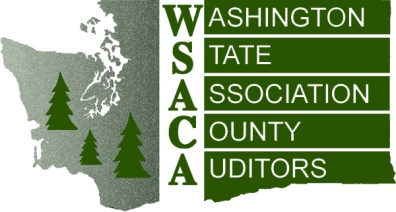 WASHINGTON
STATE
ASSOCIATION
COUNTY
AUDITORS